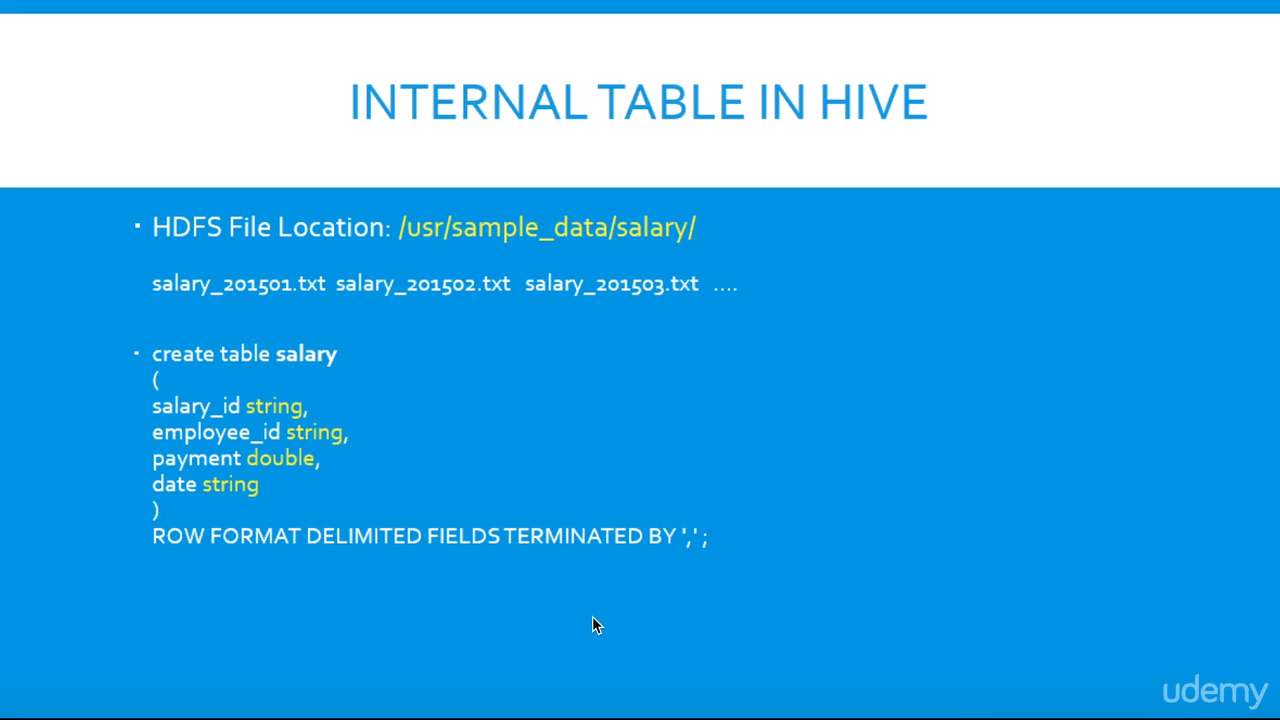 INTERNAL TABLE IN HIVE
▪ HDFS File Location: /usr/sample_data/salary/
salary_201501.txt salary_201502.txt salary_201503.txt ....
▪ create table salary
(
salary_id string,
employee_id string,
payment double,
date string
)
ROW FORMAT DELIMITED FIELDS TERMINATED BY ',' ;
udemy